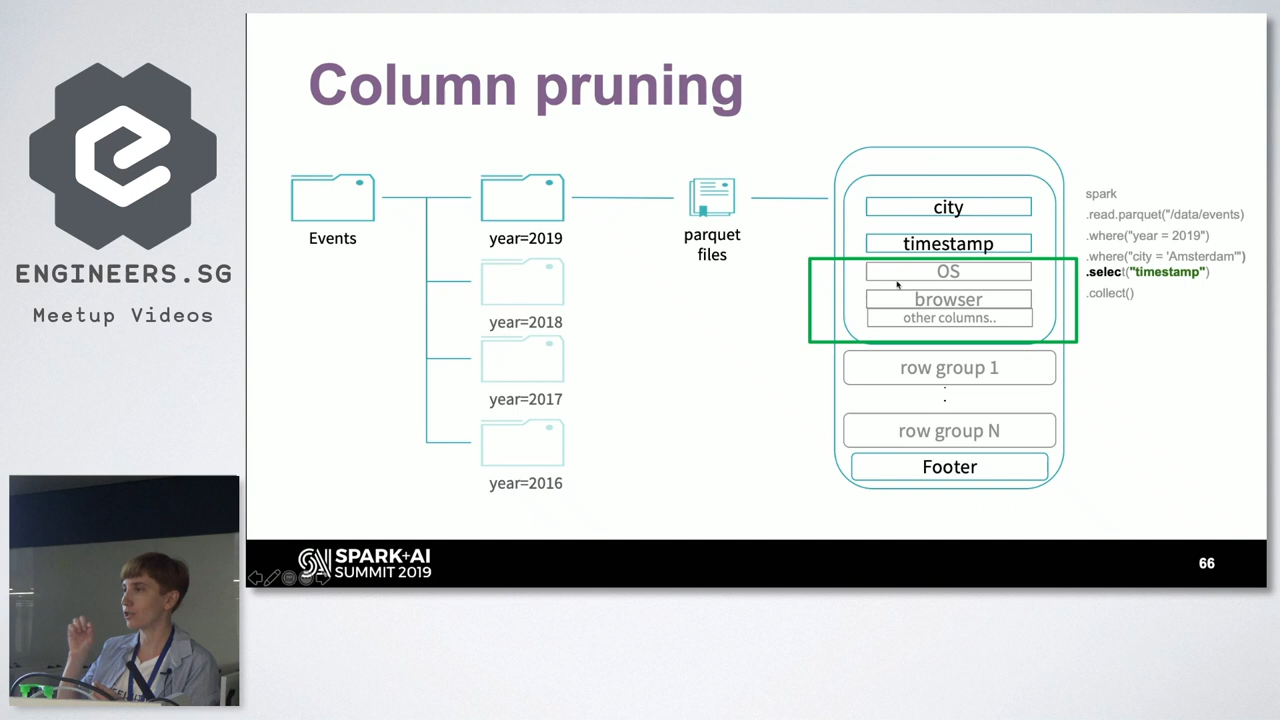 ENGINEERS.SG
Meetup Videos
Column pruning
Events
year=2019
year=2018
year=2017
year=2016
parquet
files
city
timestamp
OS
browser
other columns..
row group 1
row group N
Footer
spark
.read.parquet("/data/events)
.where("year = 2019")
.where("city = 'Amsterdam'")
.select("timestamp")
.collect()
SPARK+AI
SUMMIT 2019
66